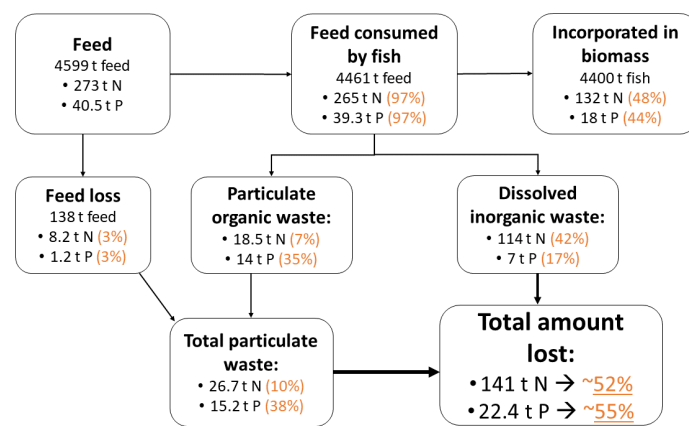 Feed
4599 t feed
• 273 t N
• 40.5 t P
Feed consumed
by fish
4461 t feed
• 265 t N (97%)
• 39.3 t P (97%)
Incorporated in
biomass
4400 t fish
• 132 t N (48%)
• 18 t P (44%)
Feed loss
138 t feed
• 8.2 t N (3%)
• 1.2 t P (3%)
Particulate
organic waste:
• 18.5 t N (7%)
• 14 t P (35%)
Dissolved
inorganic waste:
• 114 t N (42%)
• 7 t P (17%)
Total particulate
waste:
• 26.7 t N (10%)
• 15.2 t P (38%)
Total amount
lost:
• 141 t N → ~52%
• 22.4 t P → ~55%